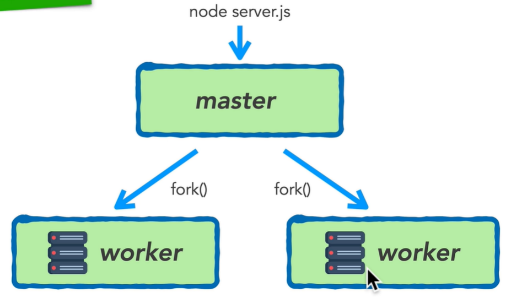 node server.js
master
fork()
fork()
worker
worker